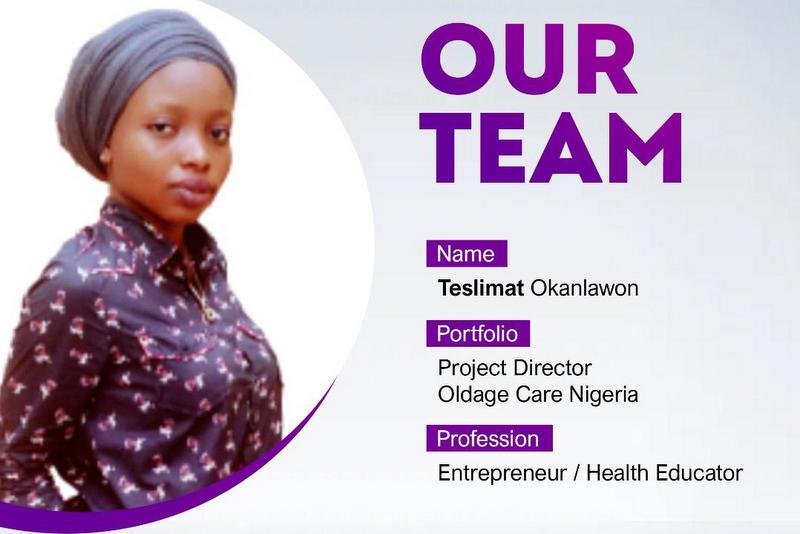 OUR
TEAM
Name
Teslimat Okanlawon
Portfolio
Project Director
Oldage Care Nigeria
Profession
Entrepreneur / Health Educator